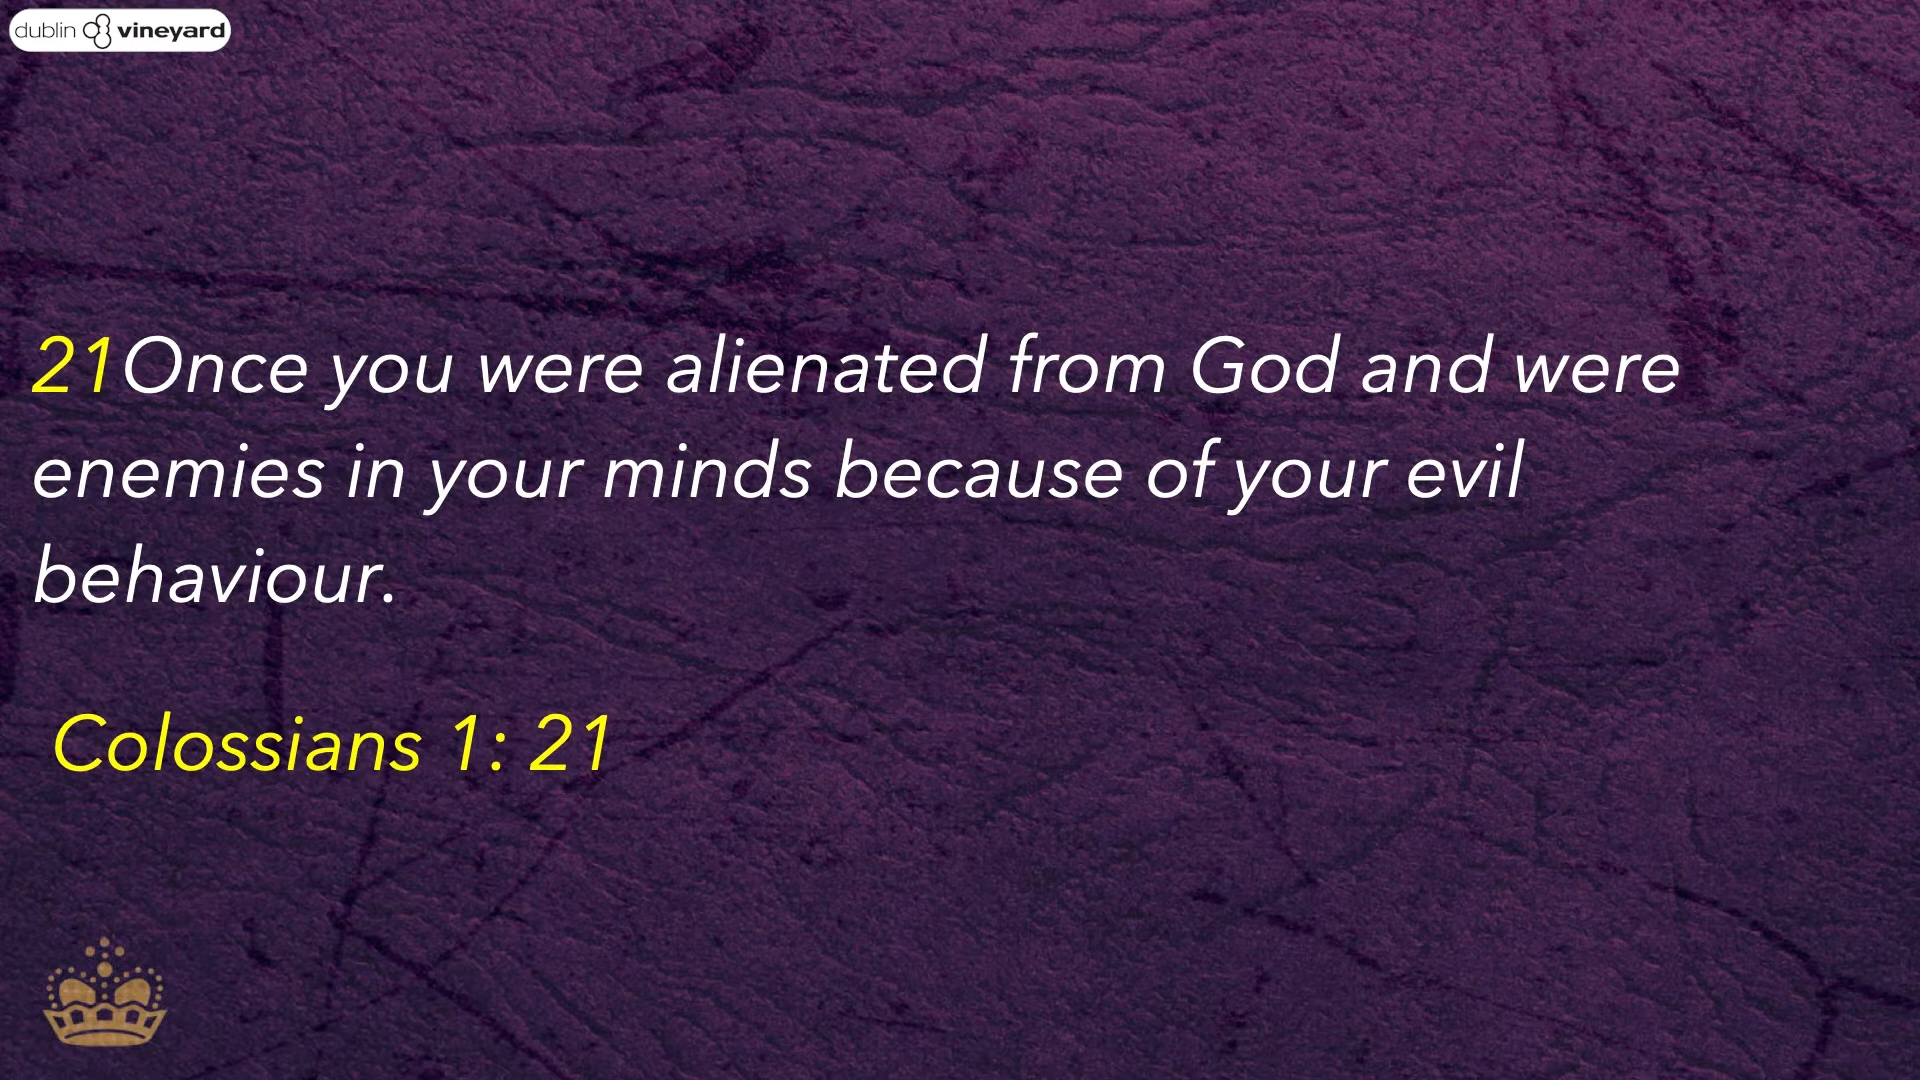 dublin vineyard
21Once you were alienated from God and were
enemies in your minds because of your evil
behaviour.
Colossians 1: 21